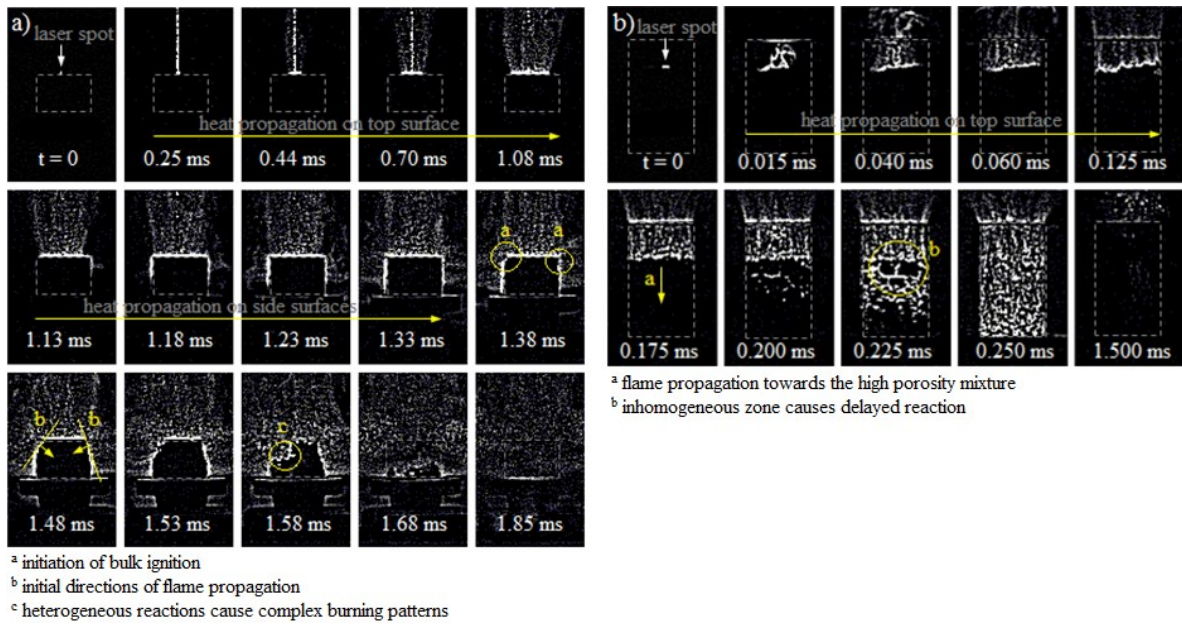 a)
laser spot
heat propagation on top surface
t = 0 0.25 ms 0.44 ms 0.70 ms 1.08 ms
a a
heat propagation on side surfaces
1.13 ms 1.18 ms 1.23 ms 1.33 ms 1.38 ms
b b c
1.48 ms 1.53 ms 1.58 ms 1.68 ms 1.85 ms
a initiation of bulk ignition
b initial directions of flame propagation
c heterogeneous reactions cause complex burning patterns
b)
laser spot
heat propagation on top surface
t = 0 0.015 ms 0.040 ms 0.060 ms 0.125 ms
a b
0.175 ms 0.200 ms 0.225 ms 0.250 ms 1.500 ms
a flame propagation towards the high porosity mixture
b inhomogeneous zone causes delayed reaction